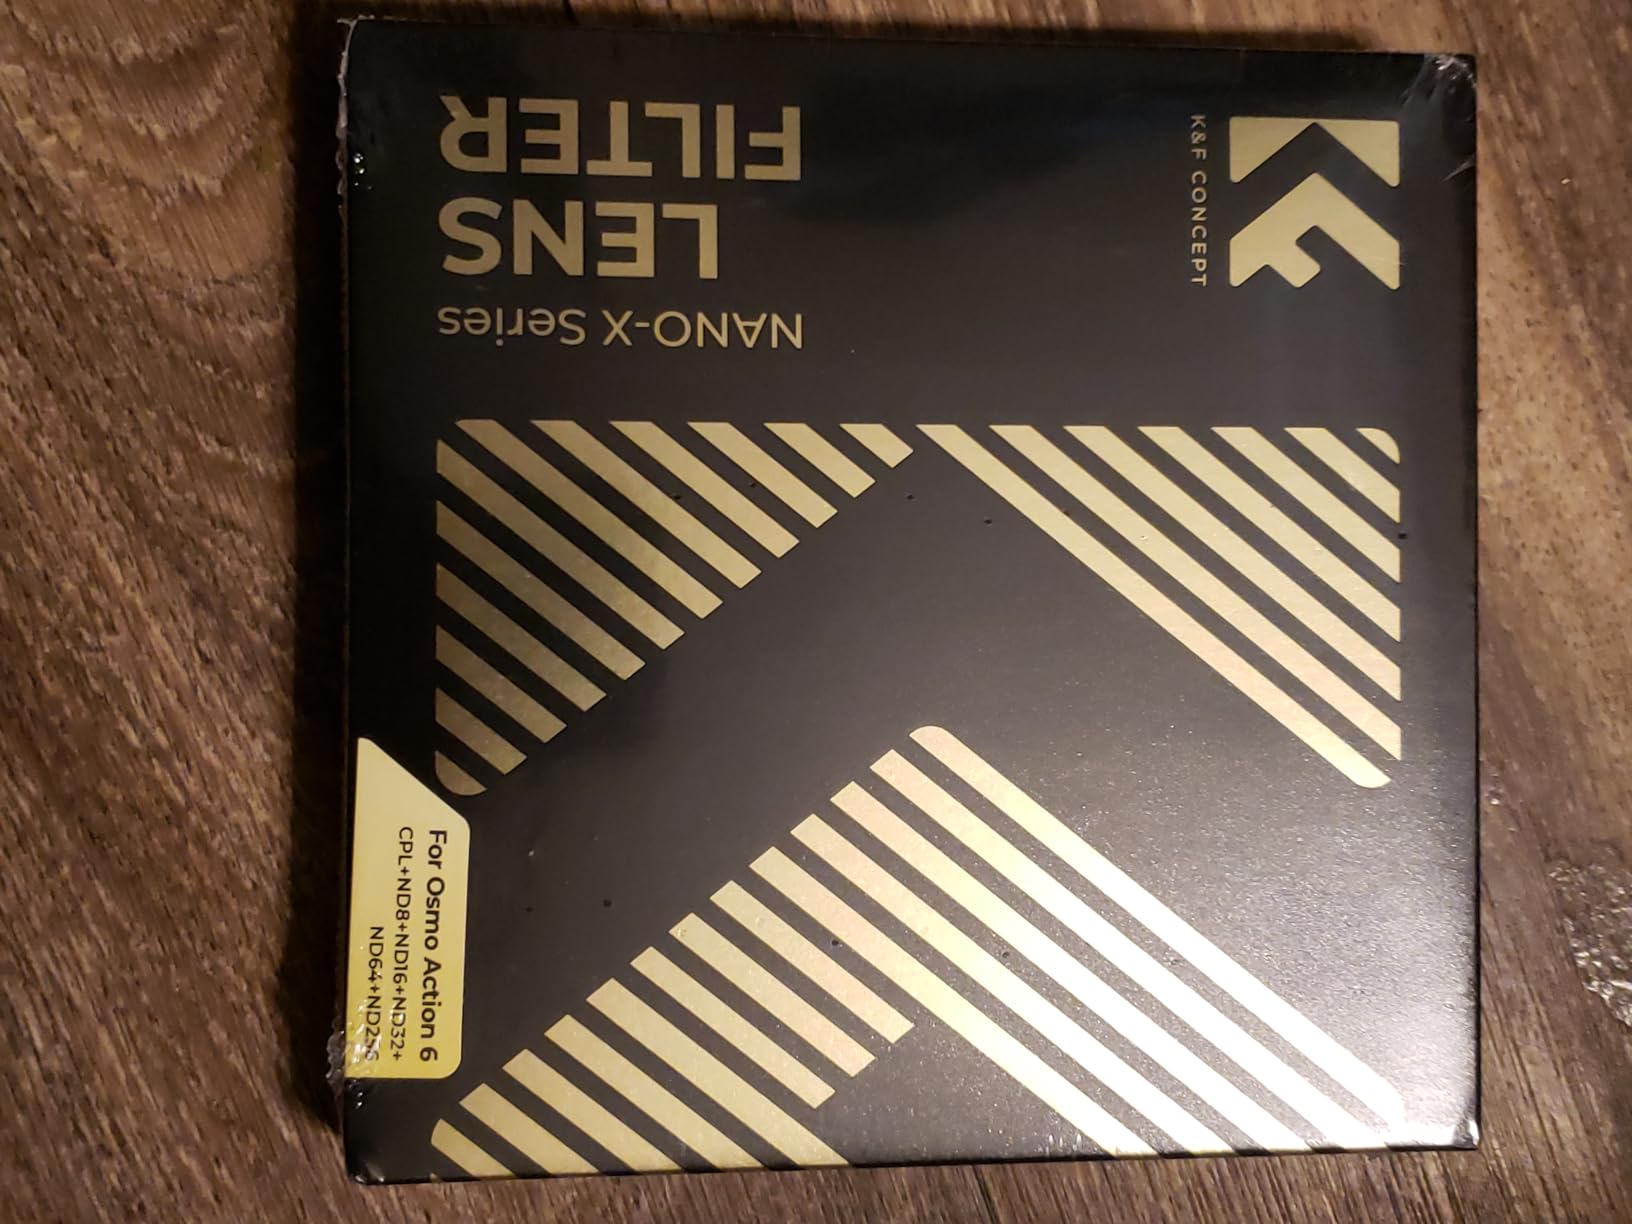 K&F CONCEPT
NANO-X Series
LENS
FILTER
For Osmo Action 6
CPL+ND8+ND16+ND32+
ND64+ND256